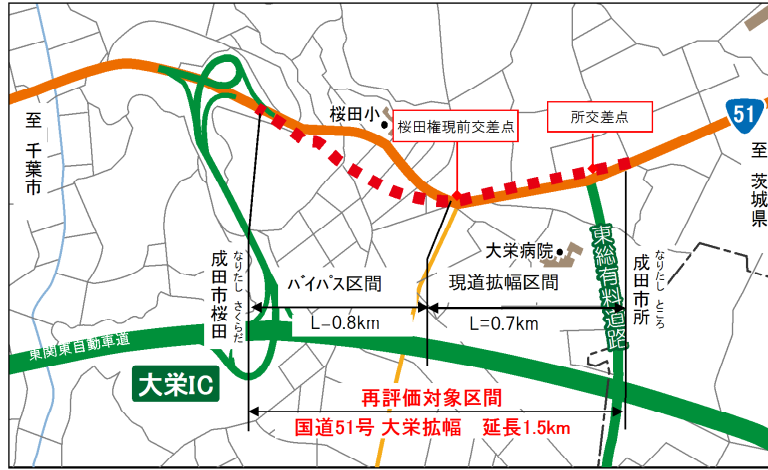 桜田小
桜田権現前交差点
所交差点
51
至 千葉市
至 茨城県
大栄病院
東総有料道路
なりたし さくらだ
成田市桜田
なりたし ところ
成田市所
バイパス区間
現道拡幅区間
L=0.8km
L=0.7km
東関東自動車道
大栄IC
再評価対象区間
国道51号 大栄拡幅 延長1.5km